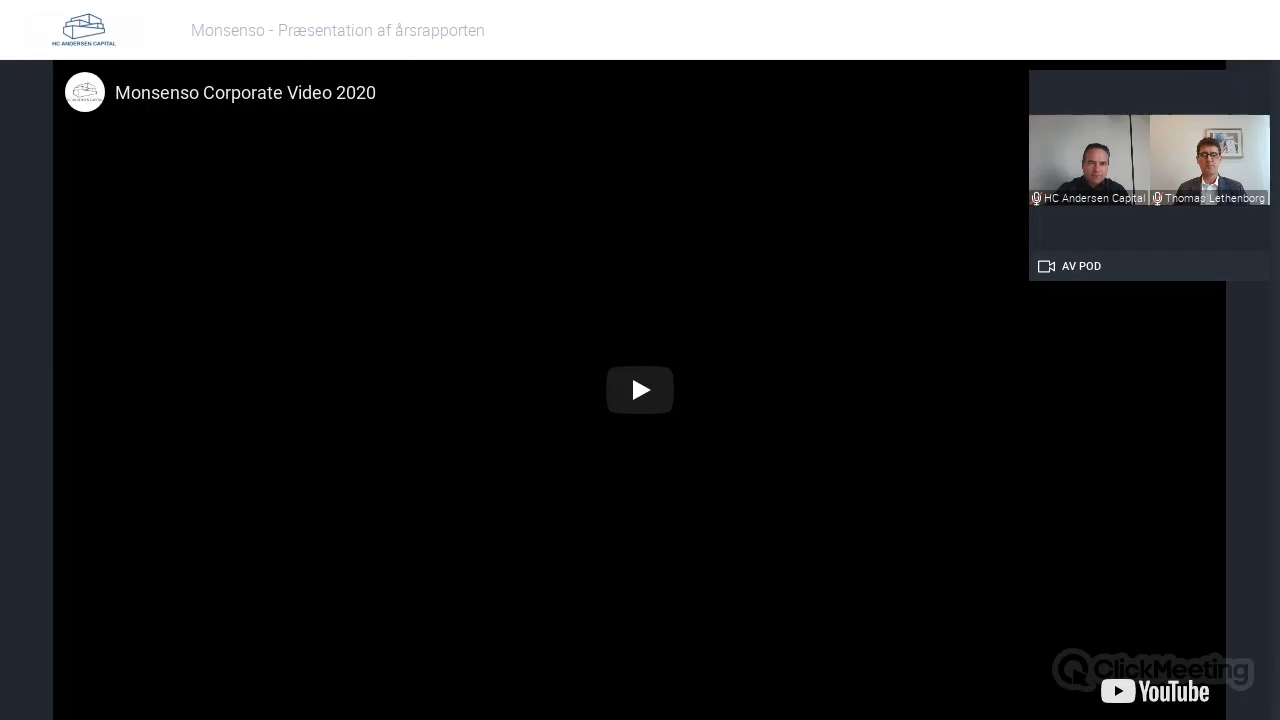 HC ANDERSEN CAPITAL
Monsenso - Præsentation af årsrapporten
Monsenso Corporate Video 2020
HC Andersen Capital
Thomas Lethenborg
AV POD
ClickMeeting
YouTube